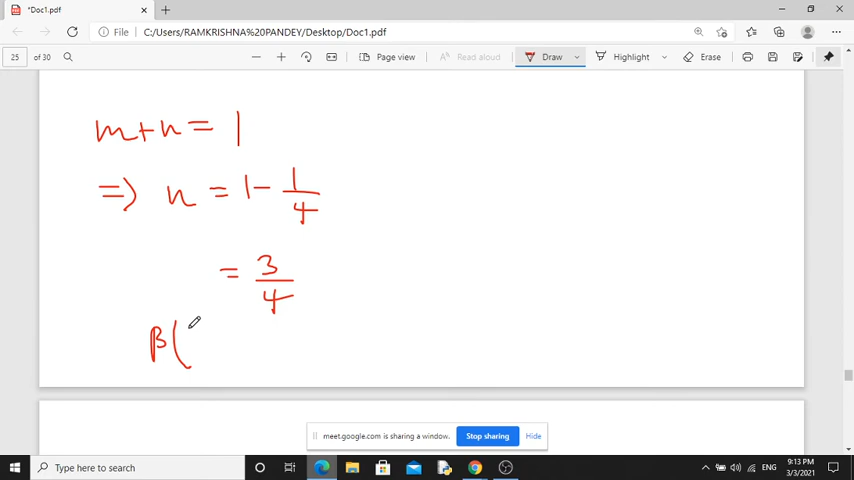 *Doc1.pdf
File C:/Users/RAMKRISHNA%20PANDEY/Desktop/Doc1.pdf
25 of 30 Page view Read aloud Draw Highlight Erase
m+n = 1
=> n = 1 - 1/4
= 3/4
β(
meet.google.com is sharing a window. Stop sharing Hide
Type here to search
ENG
9:13 PM
3/3/2021